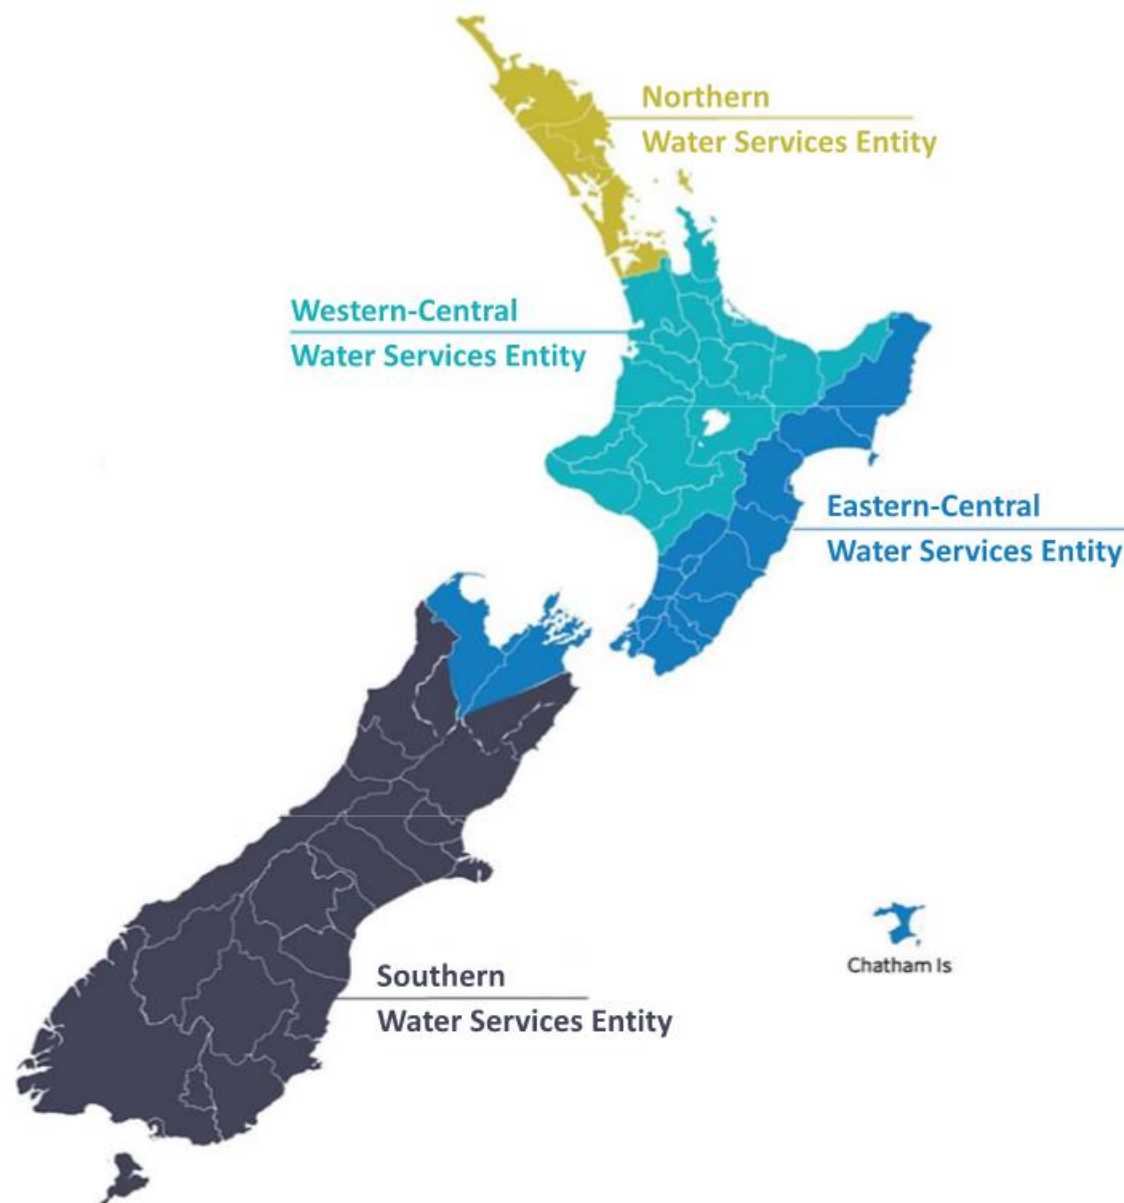 Northern
Water Services Entity
Western-Central
Water Services Entity
Eastern-Central
Water Services Entity
Chatham Is
Southern
Water Services Entity